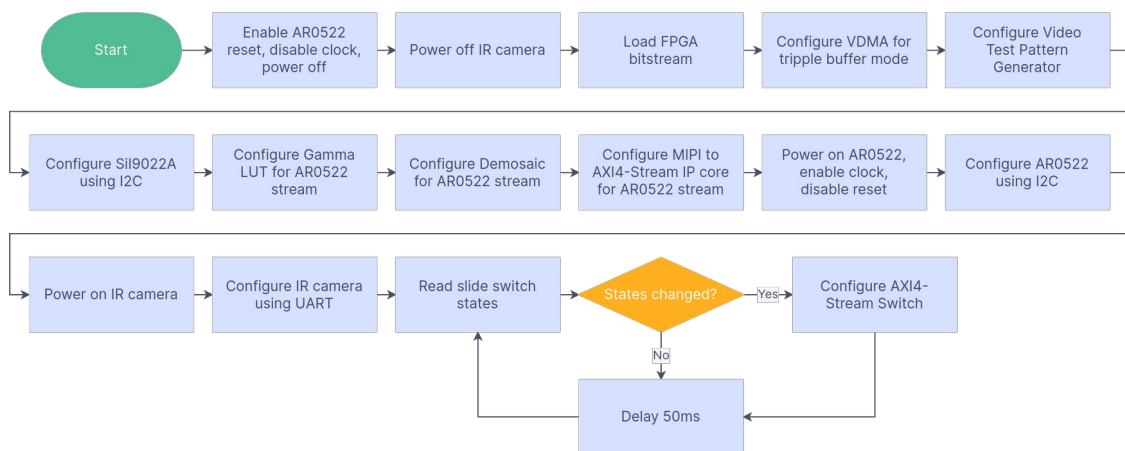 Start
Enable AR0522
reset, disable clock,
power off
Power off IR camera
Load FPGA
bitstream
Configure VDMA for
tripple buffer mode
Configure Video
Test Pattern
Generator
Configure SiI9022A
using I2C
Configure Gamma
LUT for AR0522
stream
Configure Demosaic
for AR0522 stream
Configure MIPI to
AXI4-Stream IP core
for AR0522 stream
Power on AR0522,
enable clock,
disable reset
Configure AR0522
using I2C
Power on IR camera
Configure IR camera
using UART
Read slide switch
states
States changed?
Yes
Configure AXI4-
Stream Switch
No
Delay 50ms